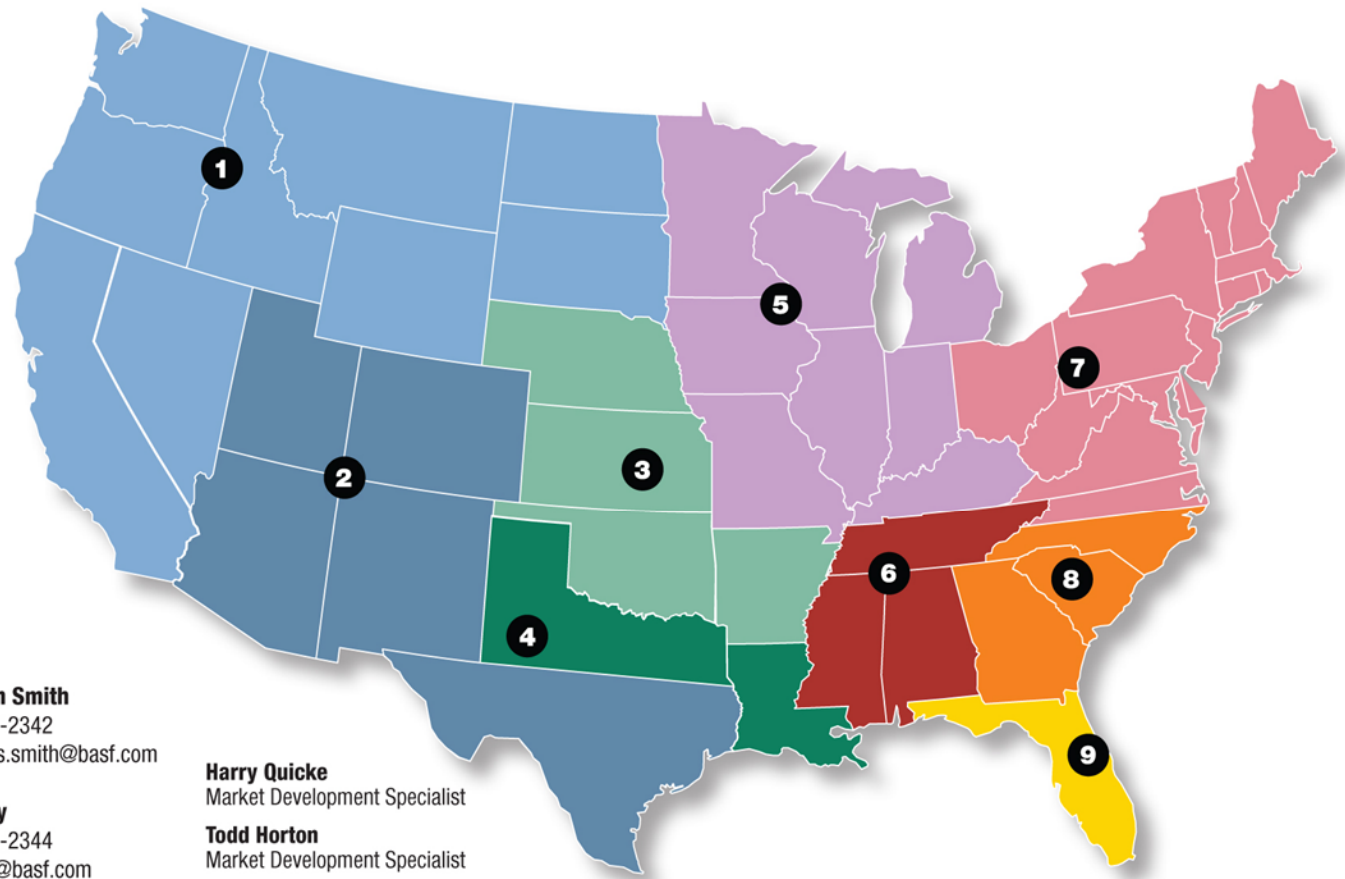 1
5
7
2
3
6
8
4
9
Smith
-2342
s.smith@basf.com
-2344
@basf.com
Harry Quicke
Market Development Specialist
Todd Horton
Market Development Specialist